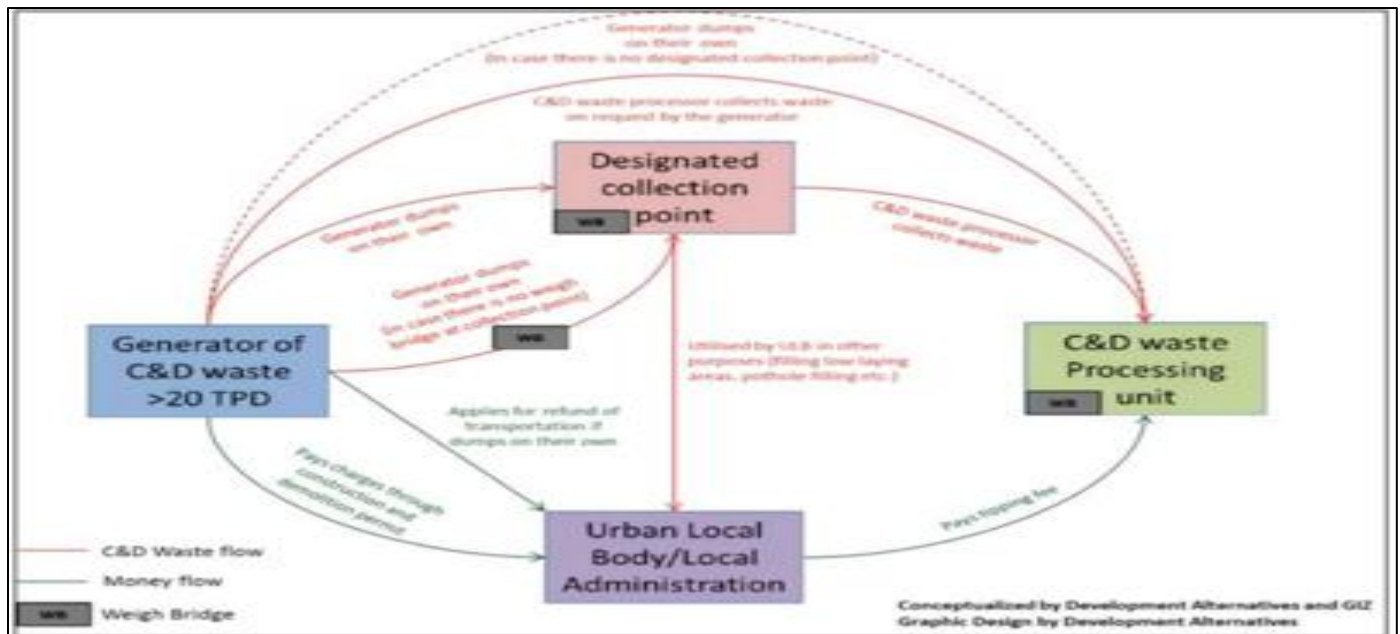 Generator dumps
on their own
(In case there is no designated collection point)
C&D waste processor collects waste
on request by the generator
Designated
collection
point
WB
Generator dumps
on their own
C&D waste processor
collects waste
Generator dumps
on their own
(in case there is no weigh
bridge at collection point)
WB
Generator of
C&D waste
>20 TPD
Utilised by ULB in other
purposes (filling low laying
areas, pothole filling etc.)
C&D waste
Processing
unit
WB
Applies for refund of
transportation if
dumps on their own
Pays charges through
construction and
demolition permit
Pays tipping fee
Urban Local
Body/Local
Administration
C&D Waste flow
Money flow
WB
Weigh Bridge
Conceptualized by Development Alternatives and GIZ
Graphic Design by Development Alternatives